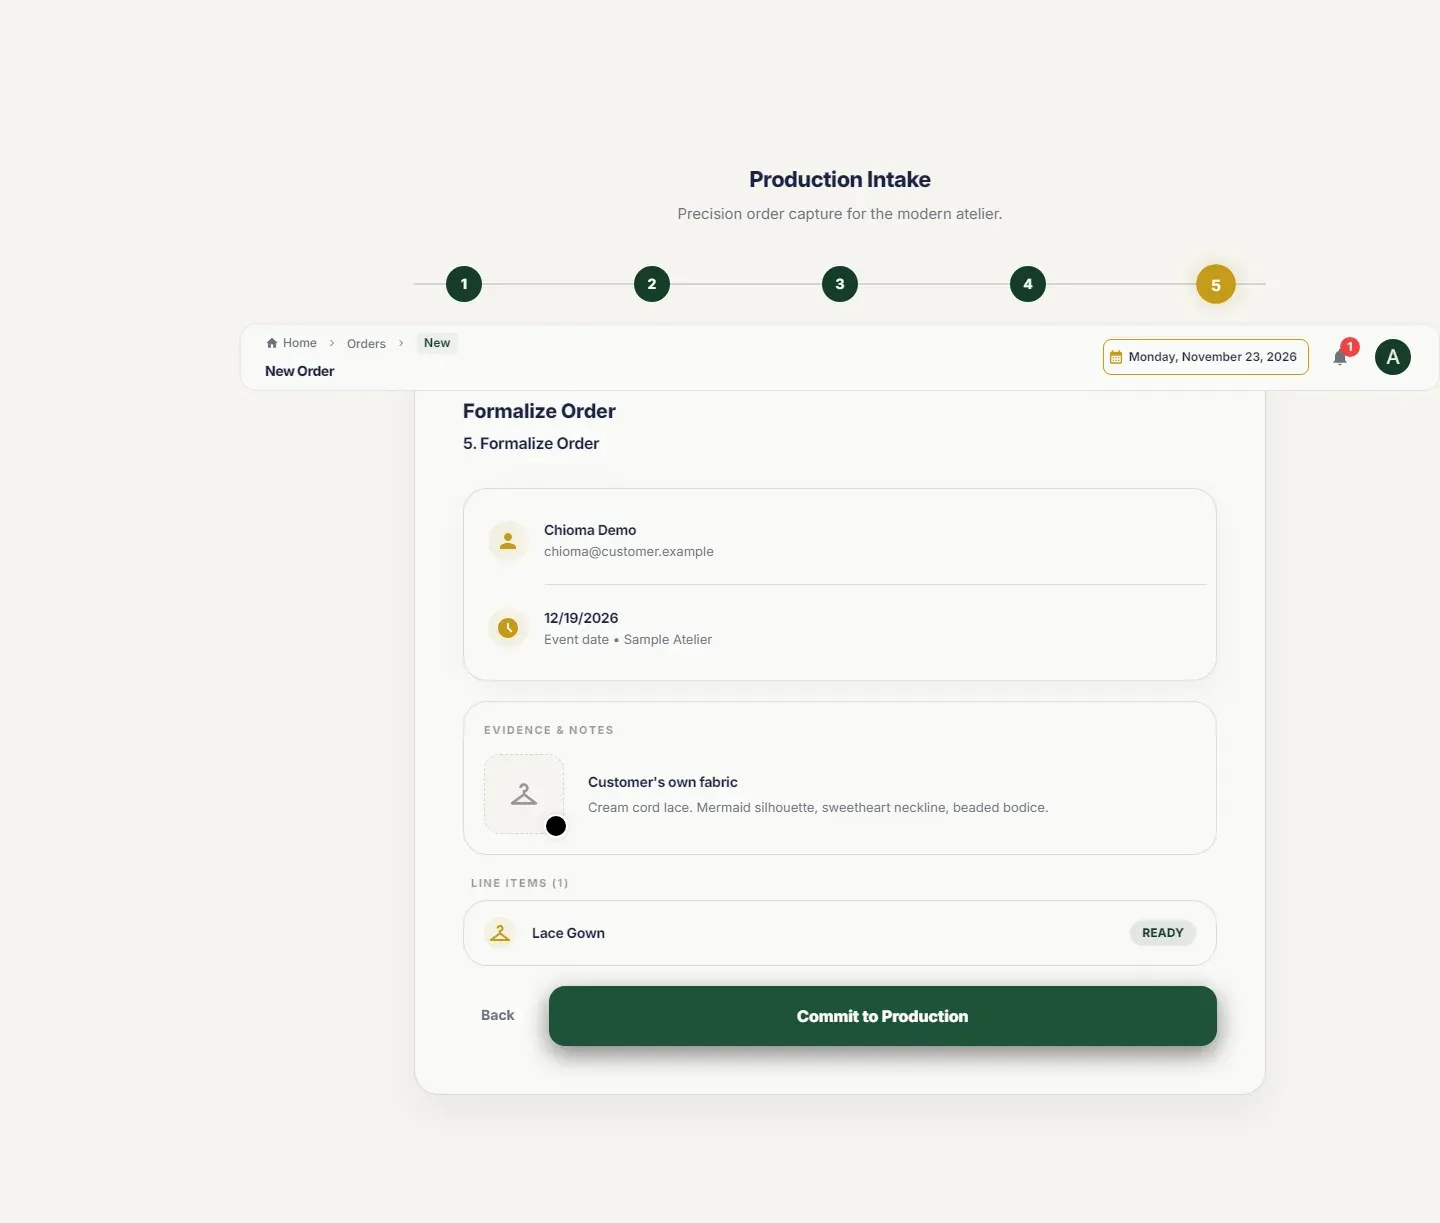 Production Intake
Precision order capture for the modern atelier.
1 2 3 4 5
Home > Orders > New
New Order
Monday, November 23, 2026
1
A
Formalize Order
5. Formalize Order
Chioma Demo
chioma@customer.example
12/19/2026
Event date • Sample Atelier
EVIDENCE & NOTES
Customer's own fabric
Cream cord lace. Mermaid silhouette, sweetheart neckline, beaded bodice.
LINE ITEMS (1)
Lace Gown
READY
Back
Commit to Production